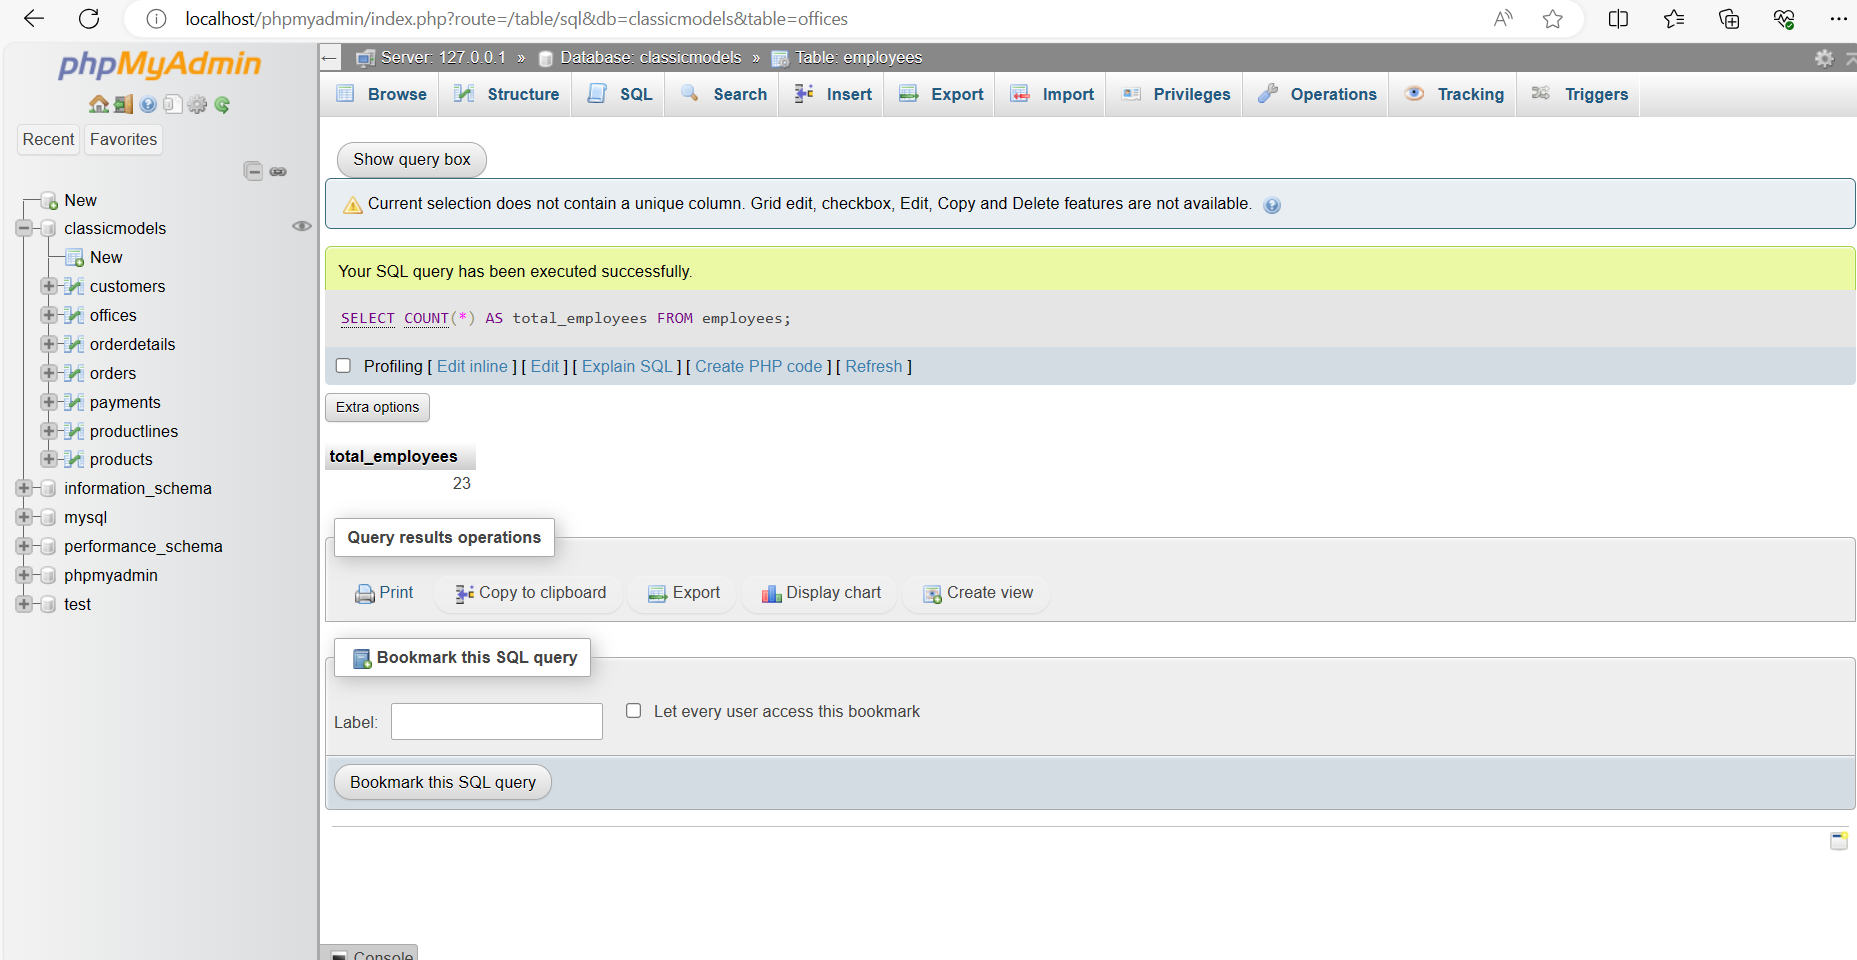 localhost/phpmyadmin/index.php?route=/table/sql&db=classicmodels&table=offices
phpMyAdmin
Recent Favorites
New
classicmodels
New
customers
offices
orderdetails
orders
payments
productlines
products
information_schema
mysql
performance_schema
phpmyadmin
test
Server: 127.0.0.1 » Database: classicmodels » Table: employees
Browse Structure SQL Search Insert Export Import Privileges Operations Tracking Triggers
Show query box
Current selection does not contain a unique column. Grid edit, checkbox, Edit, Copy and Delete features are not available.
Your SQL query has been executed successfully.
SELECT COUNT(*) AS total_employees FROM employees;
Profiling [ Edit inline ] [ Edit ] [ Explain SQL ] [ Create PHP code ] [ Refresh ]
Extra options
total_employees
23
Query results operations
Print Copy to clipboard Export Display chart Create view
Bookmark this SQL query
Label: Let every user access this bookmark
Bookmark this SQL query
Console